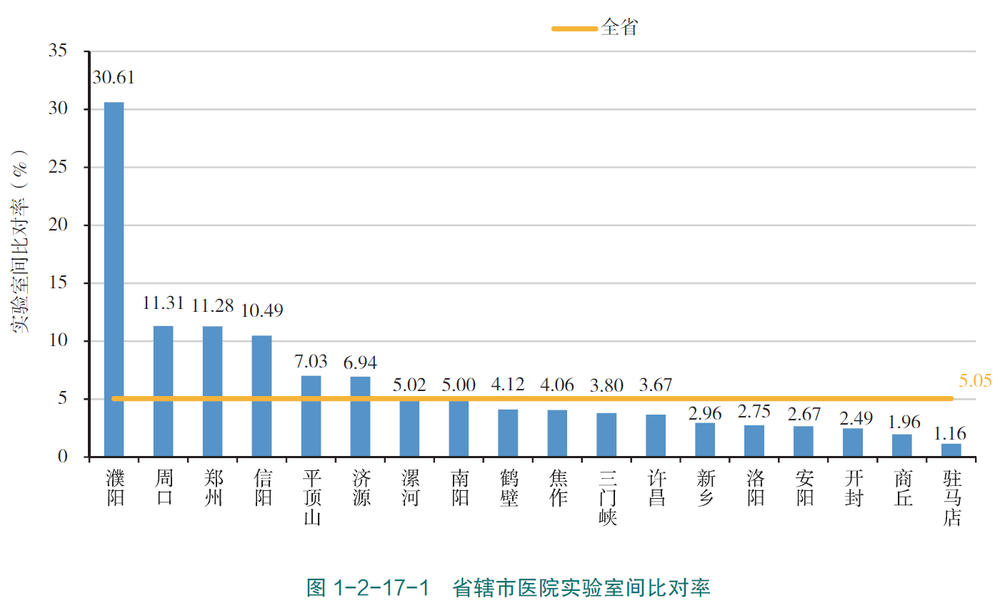 全省
实验室间比对率（%）
35
30
25
20
15
10
5
0
30.61
11.31
11.28
10.49
7.03
6.94
5.02
5.00
4.12
4.06
3.80
3.67
2.96
2.75
2.67
2.49
1.96
1.16
5.05
濮阳
周口
郑州
信阳
平顶山
济源
漯河
南阳
鹤壁
焦作
三门峡
许昌
新乡
洛阳
安阳
开封
商丘
驻马店
图 1-2-17-1 省辖市医院实验室间比对率